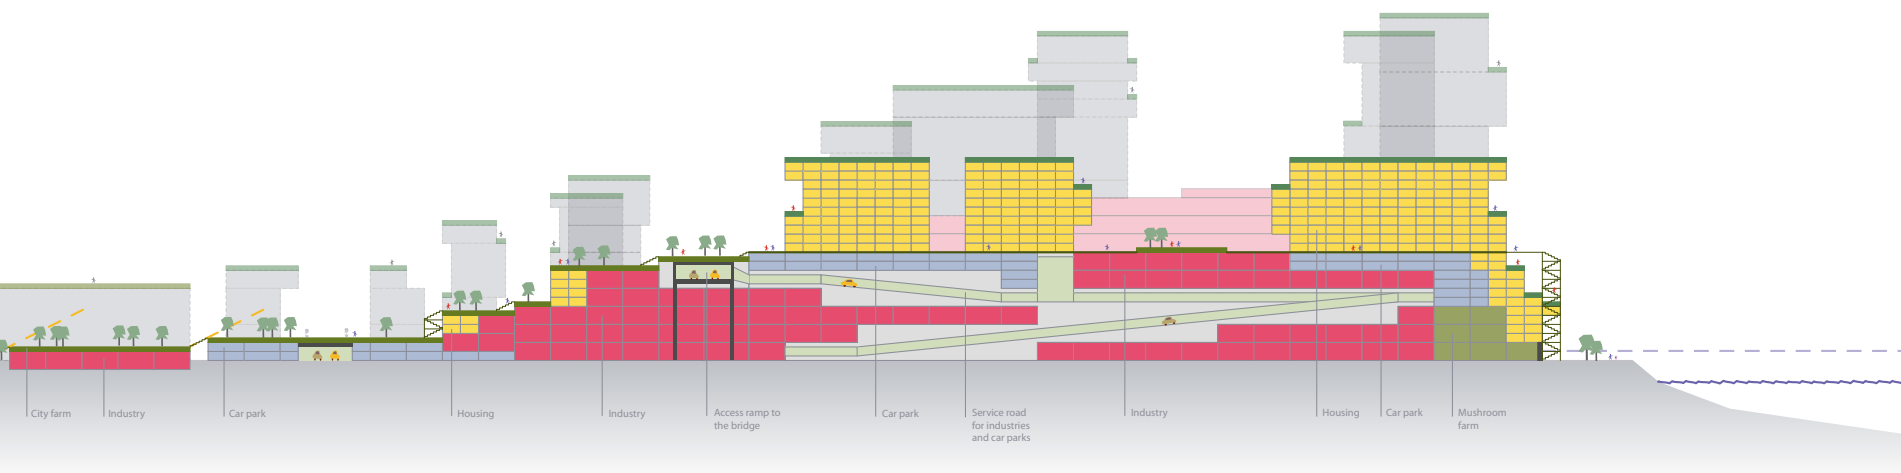 City farm
Industry
Car park
Housing
Industry
Access ramp to
the bridge
Car park
Service road
for industries
and car parks
Industry
Housing
Car park
Mushroom
farm